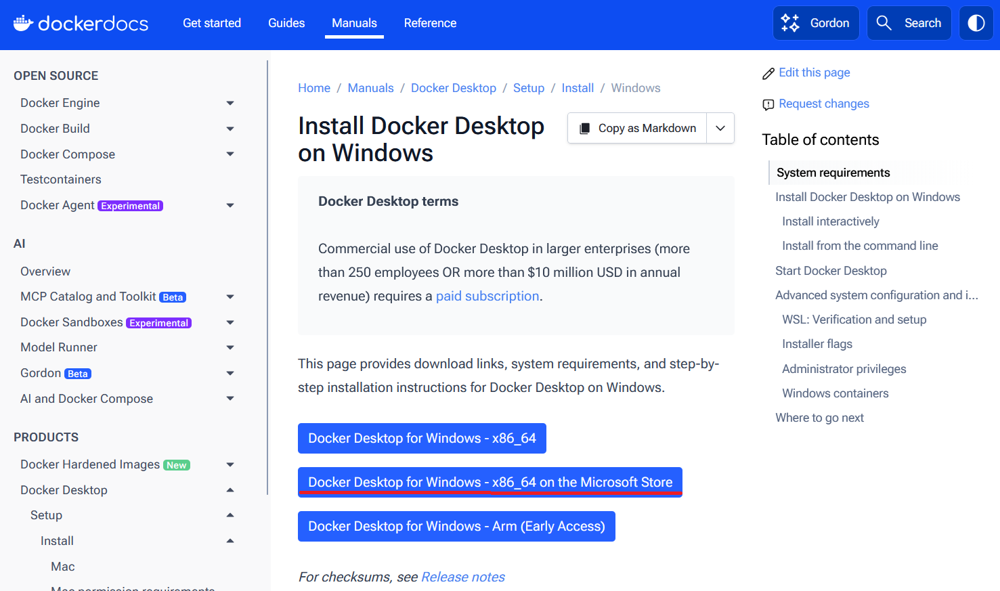 dockerdocs
Get started
Guides
Manuals
Reference
Gordon
Search
OPEN SOURCE
Docker Engine
Docker Build
Docker Compose
Testcontainers
Docker Agent Experimental
AI
Overview
MCP Catalog and Toolkit Beta
Docker Sandboxes Experimental
Model Runner
Gordon Beta
AI and Docker Compose
PRODUCTS
Docker Hardened Images New
Docker Desktop
Setup
Install
Mac
Mac permission requirements
Home / Manuals / Docker Desktop / Setup / Install / Windows
Install Docker Desktop
on Windows
Copy as Markdown
Docker Desktop terms
Commercial use of Docker Desktop in larger enterprises (more
than 250 employees OR more than $10 million USD in annual
revenue) requires a paid subscription.
This page provides download links, system requirements, and step-by-
step installation instructions for Docker Desktop on Windows.
Docker Desktop for Windows - x86_64
Docker Desktop for Windows - x86_64 on the Microsoft Store
Docker Desktop for Windows - Arm (Early Access)
For checksums, see Release notes
Edit this page
Request changes
Table of contents
System requirements
Install Docker Desktop on Windows
Install interactively
Install from the command line
Start Docker Desktop
Advanced system configuration and i...
WSL: Verification and setup
Installer flags
Administrator privileges
Windows containers
Where to go next